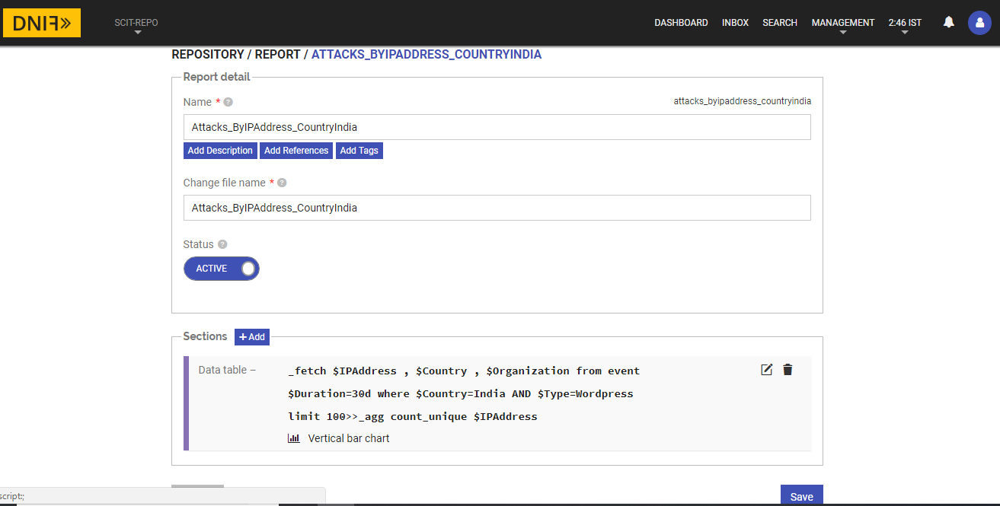 DNIF
SCIT-REPO
DASHBOARD INBOX SEARCH MANAGEMENT 2:46 IST
REPOSITORY / REPORT / ATTACKS_BYIPADDRESS_COUNTRYINDIA
Report detail
Name * ?
attacks_byipaddress_countryindia
Attacks_ByIPAddress_CountryIndia
Add Description Add References Add Tags
Change file name * ?
Attacks_ByIPAddress_CountryIndia
Status ?
ACTIVE
Sections + Add
Data table –
_fetch $IPAddress , $Country , $Organization from event
$Duration=30d where $Country=India AND $Type=Wordpress
limit 100>>_agg count_unique $IPAddress
Vertical bar chart
script:;
Save